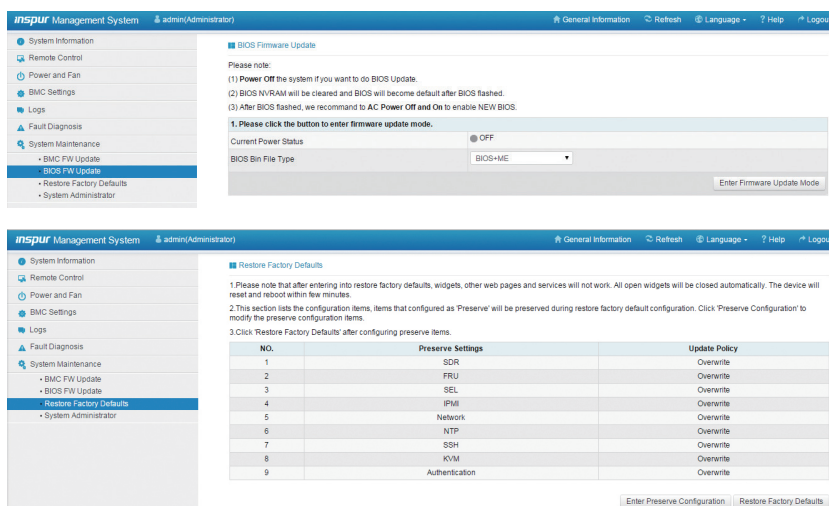 inspur Management System admin(Administrator) General Information Refresh Language Help Logou
System Information
Remote Control
Power and Fan
BMC Settings
Logs
Fault Diagnosis
System Maintenance
• BMC FW Update
• BIOS FW Update
• Restore Factory Defaults
• System Administrator
BIOS Firmware Update
Please note:
(1) Power Off the system if you want to do BIOS Update.
(2) BIOS NVRAM will be cleared and BIOS will become default after BIOS flashed.
(3) After BIOS flashed, we recommand to AC Power Off and On to enable NEW BIOS.
1. Please click the button to enter firmware update mode.
Current Power Status OFF
BIOS Bin File Type BIOS+ME
Enter Firmware Update Mode
inspur Management System admin(Administrator) General Information Refresh Language Help Logou
System Information
Remote Control
Power and Fan
BMC Settings
Logs
Fault Diagnosis
System Maintenance
• BMC FW Update
• BIOS FW Update
• Restore Factory Defaults
• System Administrator
Restore Factory Defaults
1.Please note that after entering into restore factory defaults, widgets, other web pages and services will not work. All open widgets will be closed automatically. The device will
reset and reboot within few minutes.
2.This section lists the configuration items, items that configured as 'Preserve' will be preserved during restore factory default configuration. Click 'Preserve Configuration' to
modify the preserve configuration items.
3.Click 'Restore Factory Defaults' after configuring preserve items.
NO. Preserve Settings Update Policy
1 SDR Overwrite
2 FRU Overwrite
3 SEL Overwrite
4 IPMI Overwrite
5 Network Overwrite
6 NTP Overwrite
7 SSH Overwrite
8 KVM Overwrite
9 Authentication Overwrite
Enter Preserve Configuration Restore Factory Defaults